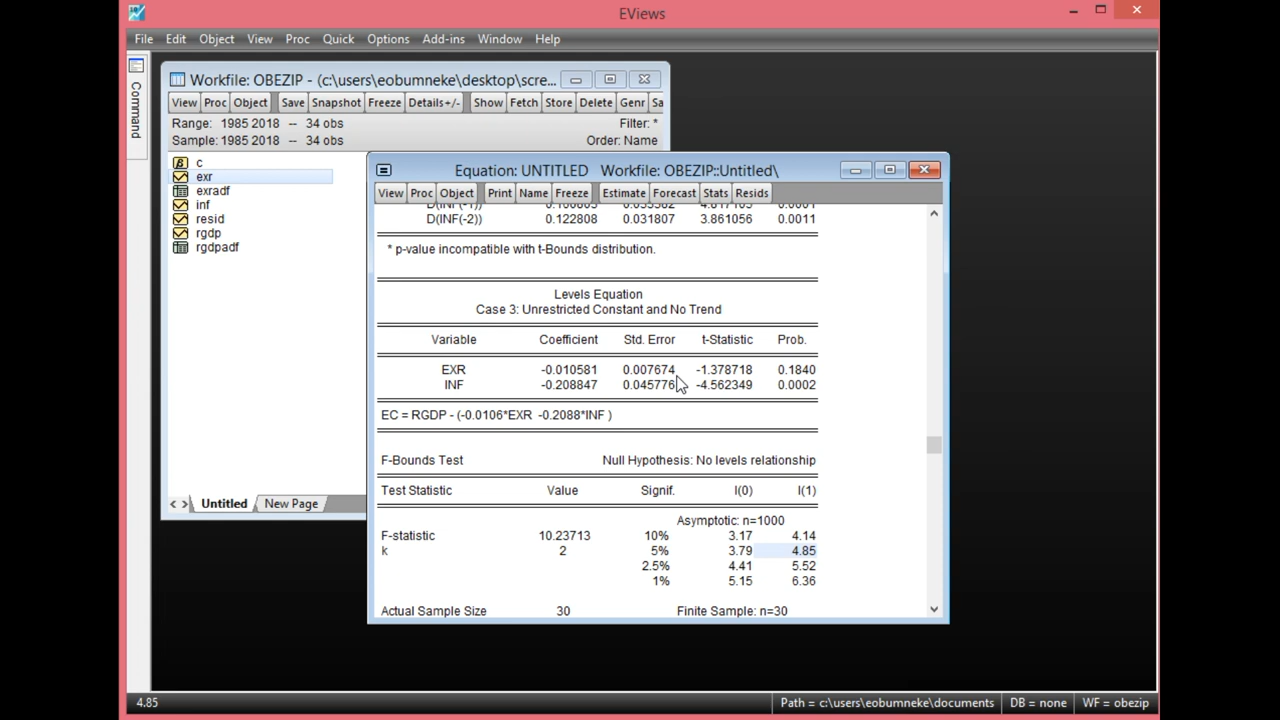 EViews
File Edit Object View Proc Quick Options Add-ins Window Help
Command
Workfile: OBEZIP - (c:\users\eobumneke\desktop\scre...
View Proc Object Save Snapshot Freeze Details+/- Show Fetch Store Delete Genr Sa
Range: 1985 2018 -- 34 obs Filter: *
Sample: 1985 2018 -- 34 obs Order: Name
c
exr
exradf
inf
resid
rgdp
rgdpadf
Untitled New Page
Equation: UNTITLED Workfile: OBEZIP::Untitled\
View Proc Object Print Name Freeze Estimate Forecast Stats Resids
D(INF(-2)) 0.122808 0.031807 3.861056 0.0011
* p-value incompatible with t-Bounds distribution.
Levels Equation
Case 3: Unrestricted Constant and No Trend
Variable Coefficient Std. Error t-Statistic Prob.
EXR -0.010581 0.007674 -1.378718 0.1840
INF -0.208847 0.045776 -4.562349 0.0002
EC = RGDP - (-0.0106*EXR -0.2088*INF )
F-Bounds Test Null Hypothesis: No levels relationship
Test Statistic Value Signif. I(0) I(1)
Asymptotic: n=1000
F-statistic 10.23713 10% 3.17 4.14
k 2 5% 3.79 4.85
2.5% 4.41 5.52
1% 5.15 6.36
Actual Sample Size 30 Finite Sample: n=30
4.85 Path = c:\users\eobumneke\documents DB = none WF = obezip